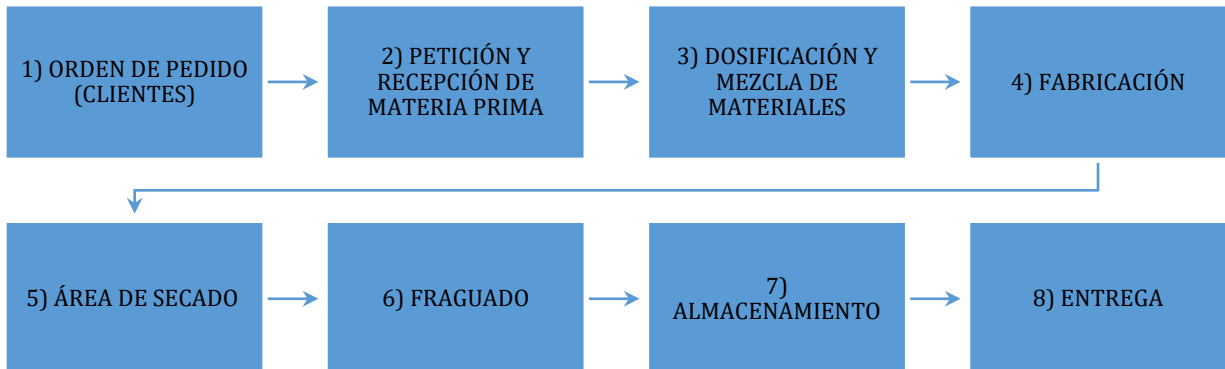 1) ORDEN DE PEDIDO
(CLIENTES)
2) PETICIÓN Y
RECEPCIÓN DE
MATERIA PRIMA
3) DOSIFICACIÓN Y
MEZCLA DE
MATERIALES
4) FABRICACIÓN
5) ÁREA DE SECADO
6) FRAGUADO
7)
ALMACENAMIENTO
8) ENTREGA